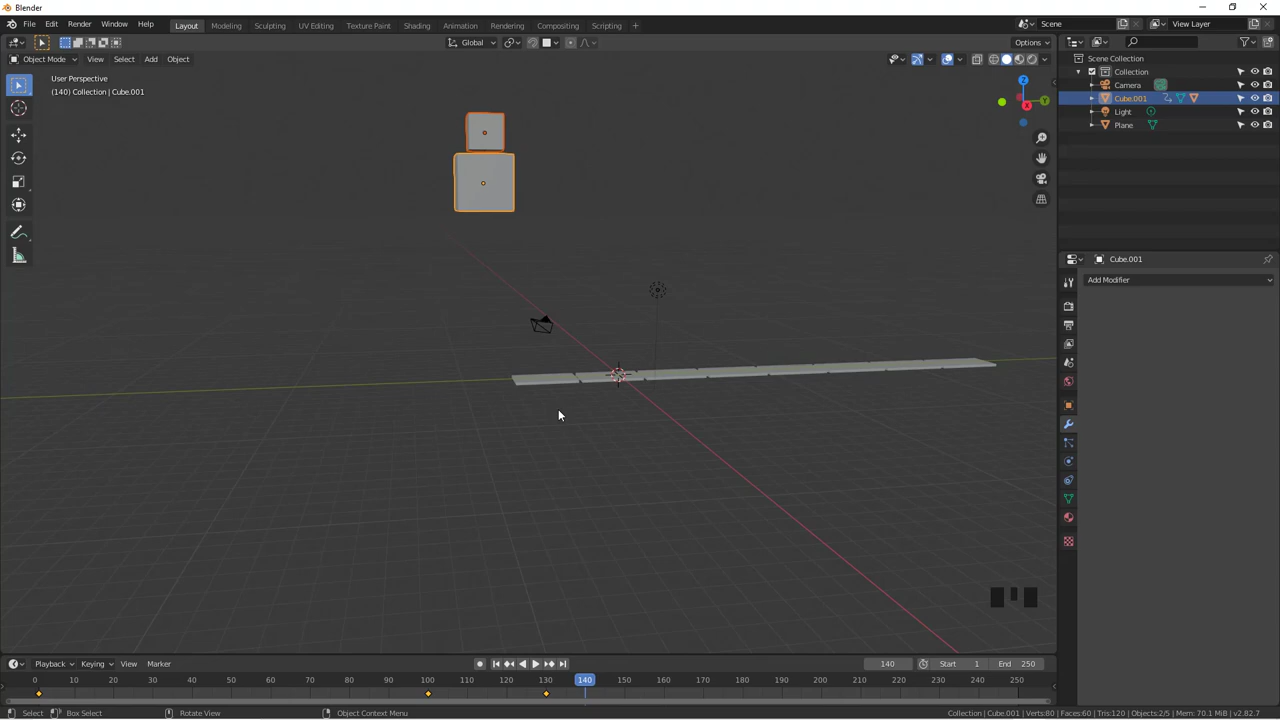 Blender
File Edit Render Window Help Layout Modeling Sculpting UV Editing Texture Paint Shading Animation Rendering Compositing Scripting + Scene View Layer
Global Options
Object Mode View Select Add Object
User Perspective
(140) Collection | Cube.001
Z
Y
X
Scene Collection
Collection
Camera
Cube.001
Light
Plane
Cube.001
Add Modifier
Playback Keying View Marker 140 Start 1 End 250
0 10 20 30 40 50 60 70 80 90 100 110 120 130 140 150 160 170 180 190 200 210 220 230 240 250
Select Box Select Rotate View Object Context Menu Collection | Cube.001 | Verts:80 | Faces:60 | Tris:120 | Objects:2/5 | Mem: 70.1 MiB | v2.82.7